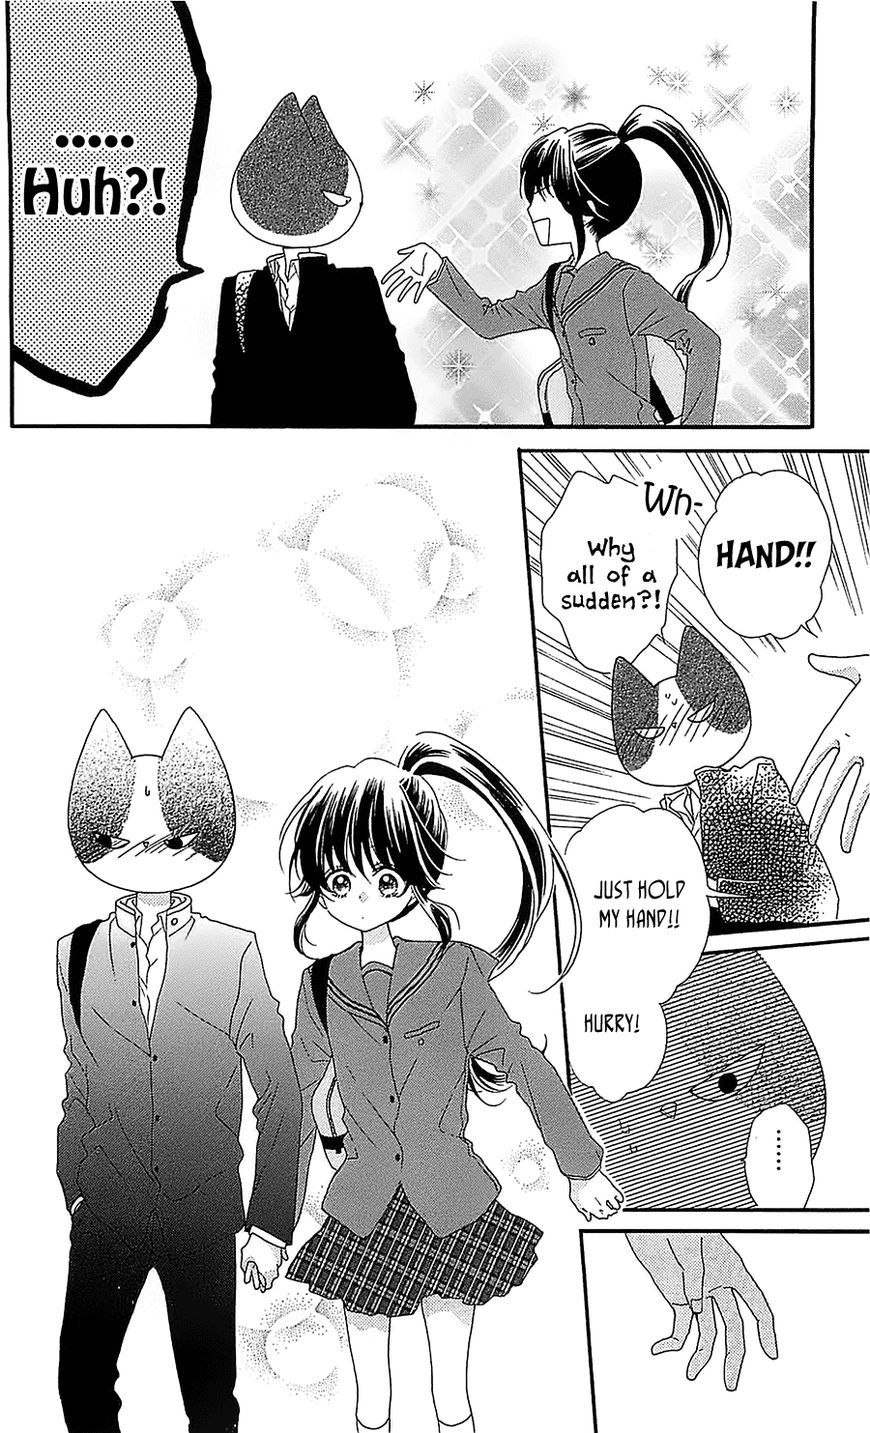 .....
Huh?!
HAND!!
Wh-
Why
all of a
sudden?!
JUST HOLD
MY HAND!!
HURRY!
......